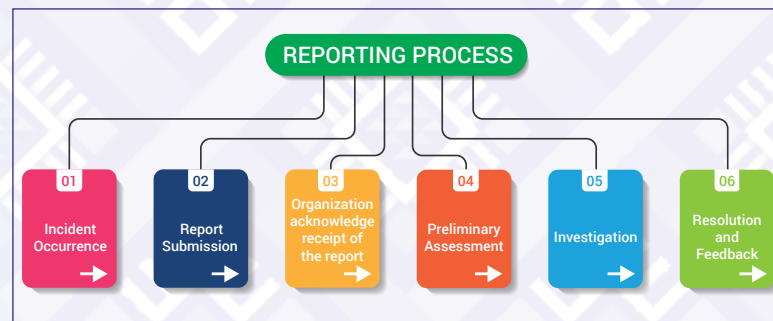 REPORTING PROCESS
01
Incident
Occurrence
02
Report
Submission
03
Organization
acknowledge
receipt of
the report
04
Preliminary
Assessment
05
Investigation
06
Resolution
and
Feedback